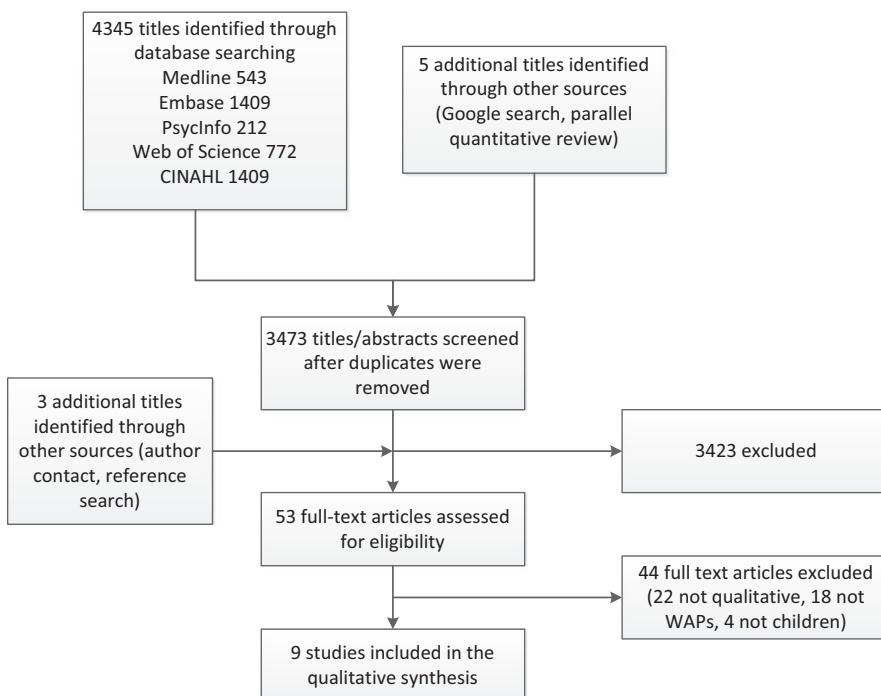 4345 titles identified through
database searching
Medline 543
Embase 1409
PsycInfo 212
Web of Science 772
CINAHL 1409
5 additional titles identified
through other sources
(Google search, parallel
quantitative review)
3473 titles/abstracts screened
after duplicates were
removed
3 additional titles
identified through
other sources (author
contact, reference
search)
3423 excluded
53 full-text articles assessed
for eligibility
44 full text articles excluded
(22 not qualitative, 18 not
WAPs, 4 not children)
9 studies included in the
qualitative synthesis